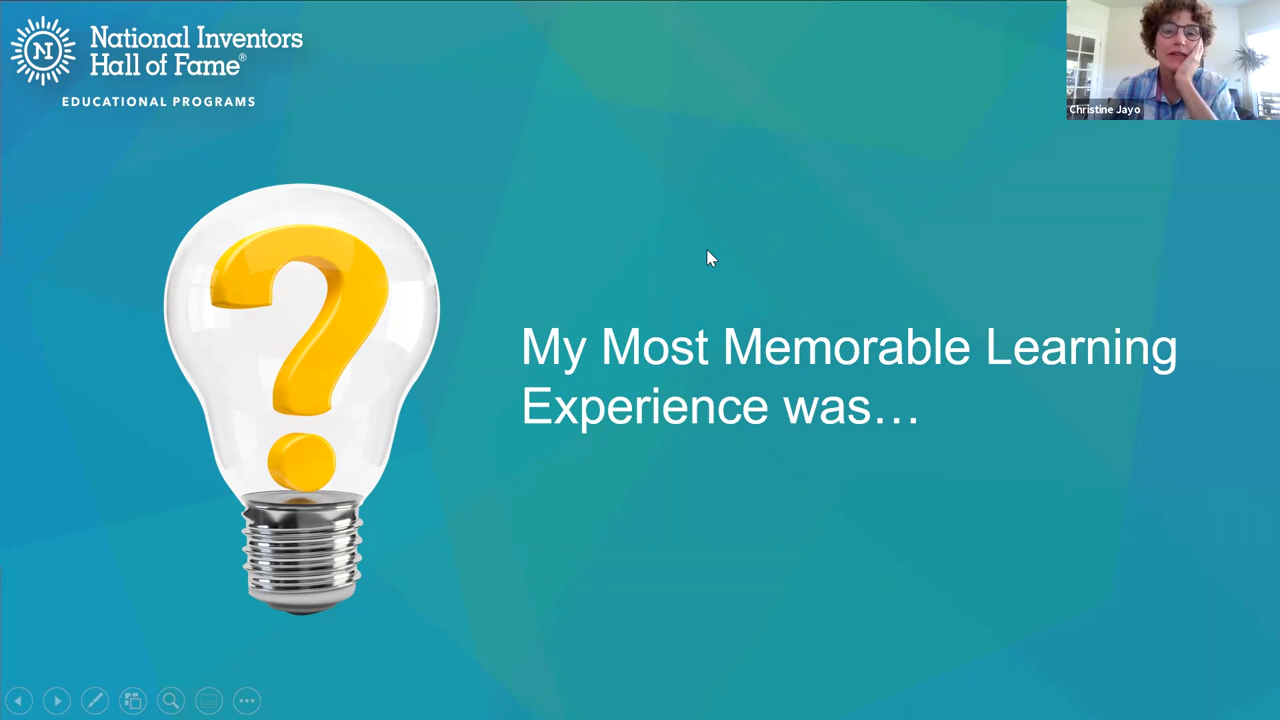 National Inventors
Hall of Fame®
EDUCATIONAL PROGRAMS
N
Christine Jayo
?
My Most Memorable Learning
Experience was…